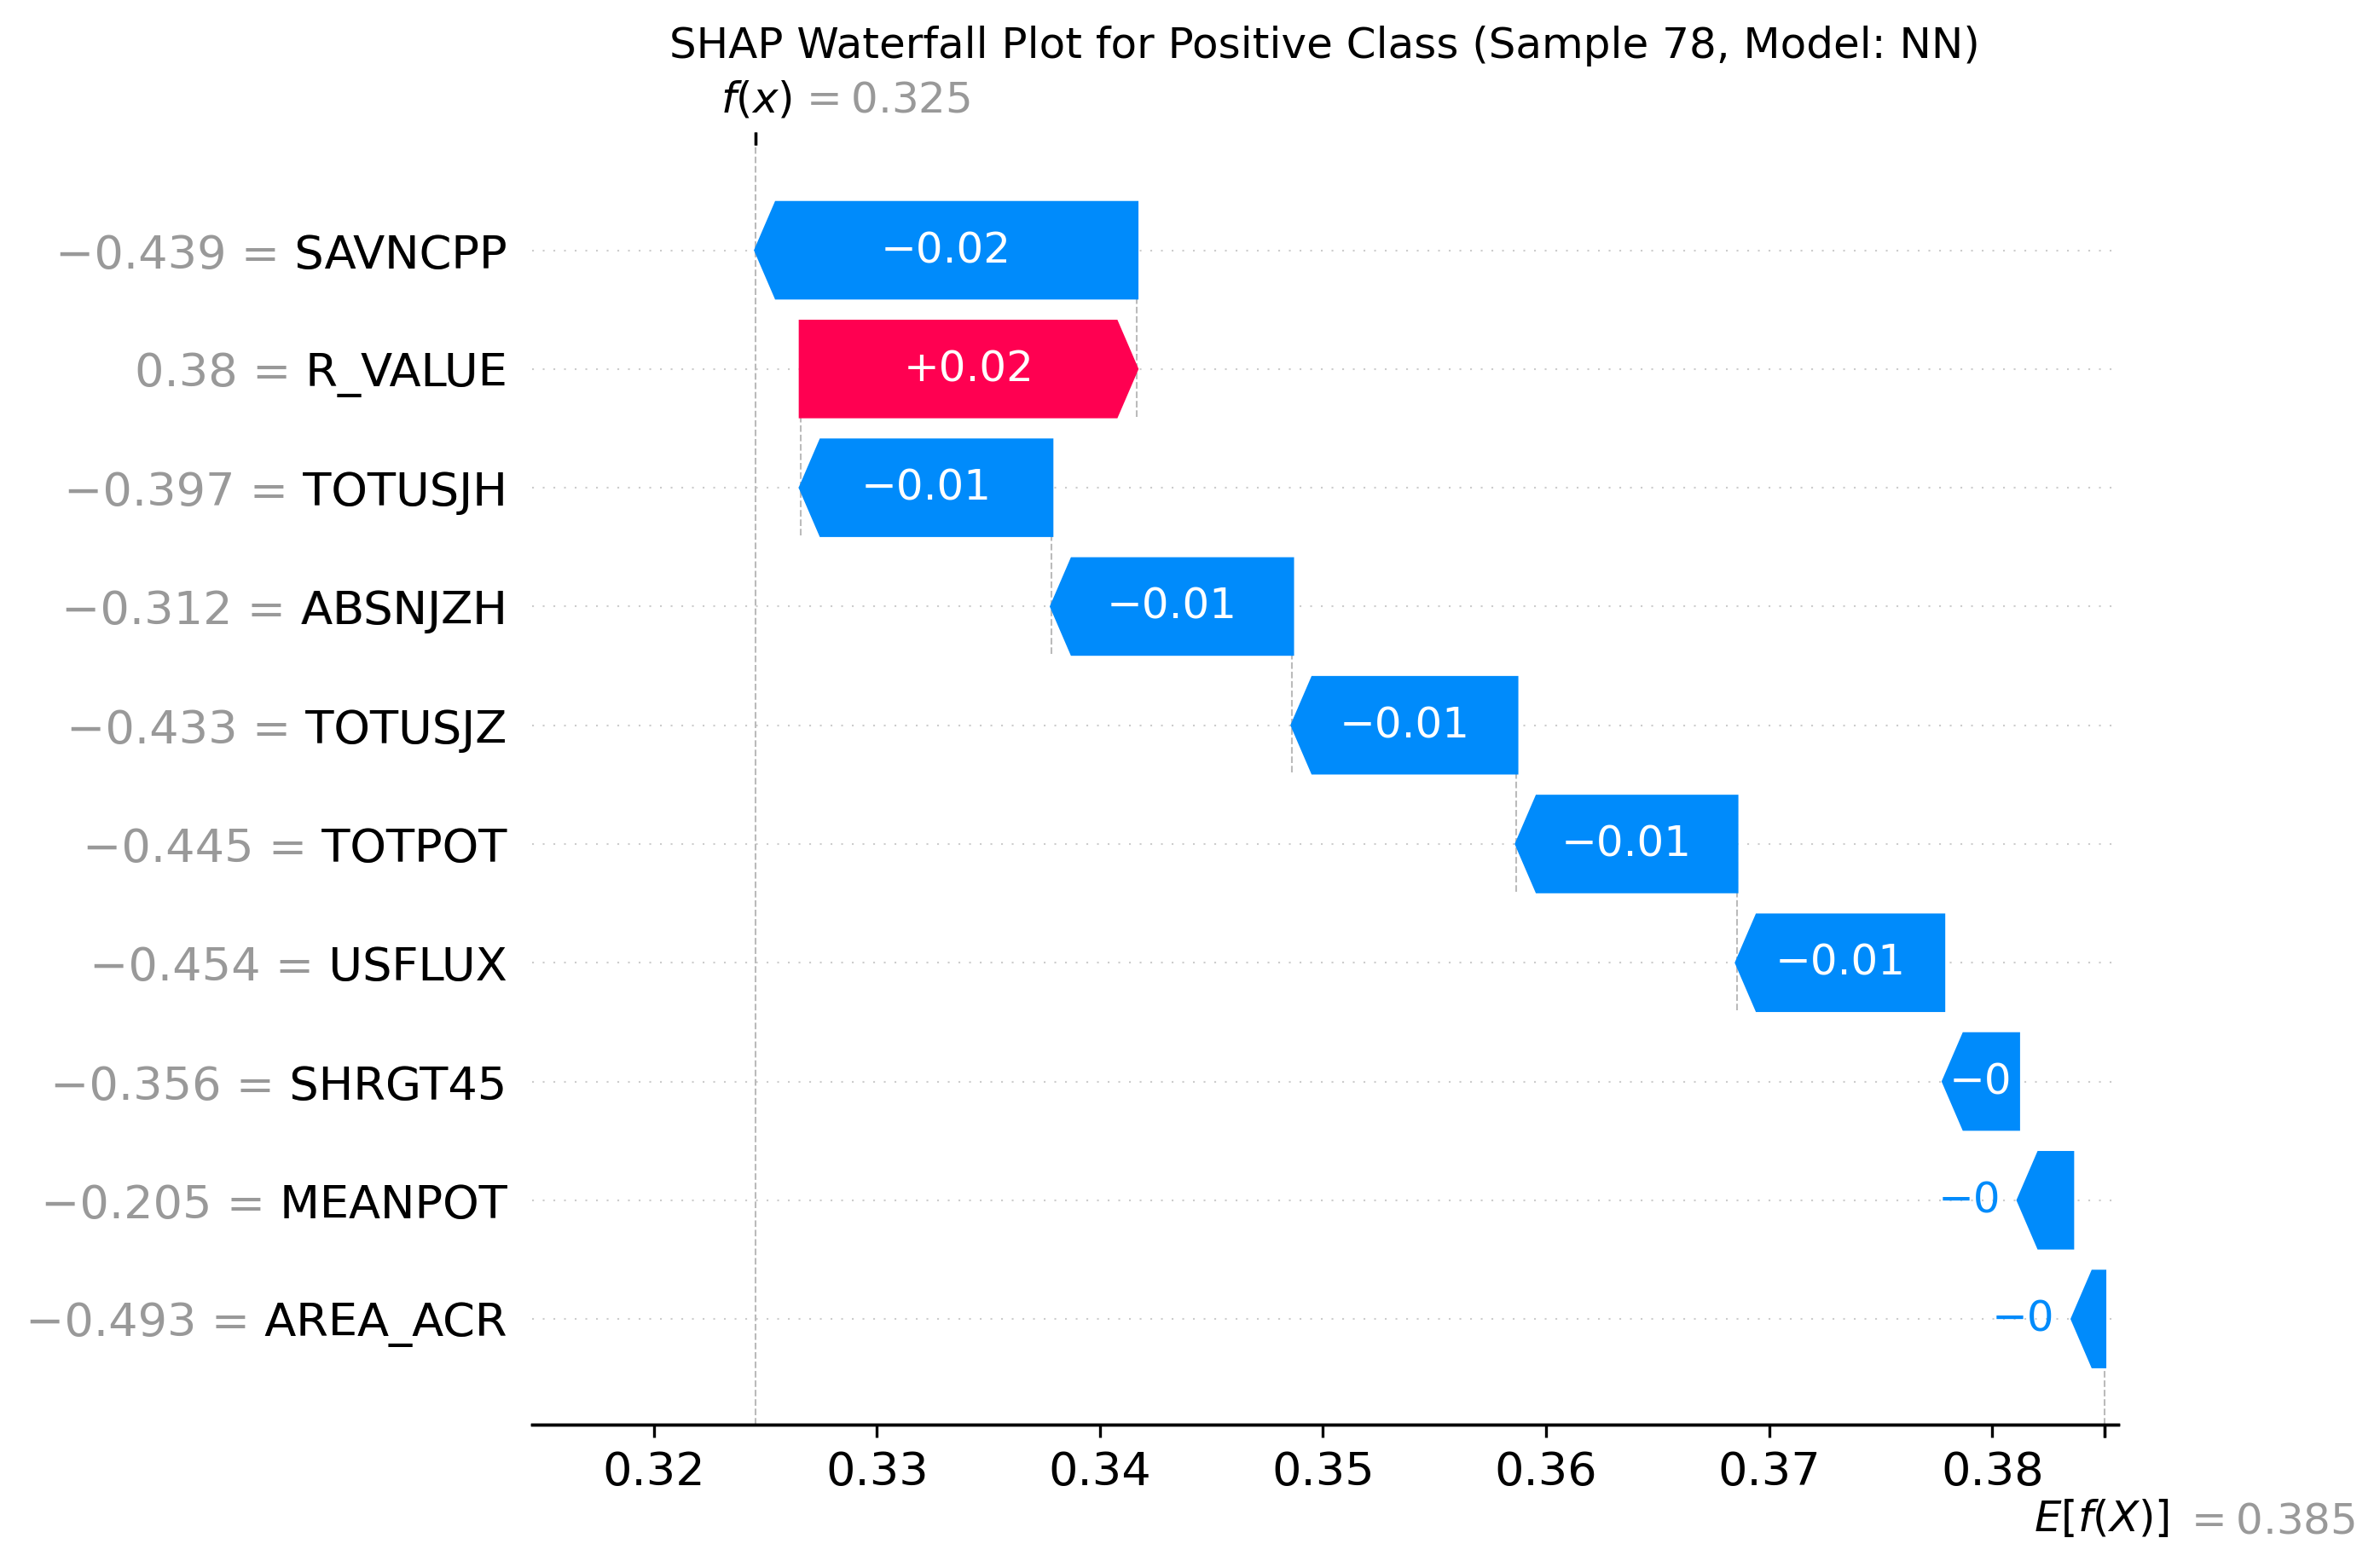 SHAP Waterfall Plot for Positive Class (Sample 78, Model: NN)
f(x) = 0.325
−0.439 = SAVNCPP −0.02
0.38 = R_VALUE +0.02
−0.397 = TOTUSJH −0.01
−0.312 = ABSNJZH −0.01
−0.433 = TOTUSJZ −0.01
−0.445 = TOTPOT −0.01
−0.454 = USFLUX −0.01
−0.356 = SHRGT45 −0
−0.205 = MEANPOT −0
−0.493 = AREA_ACR −0
0.32 0.33 0.34 0.35 0.36 0.37 0.38
E[f(X)] = 0.385